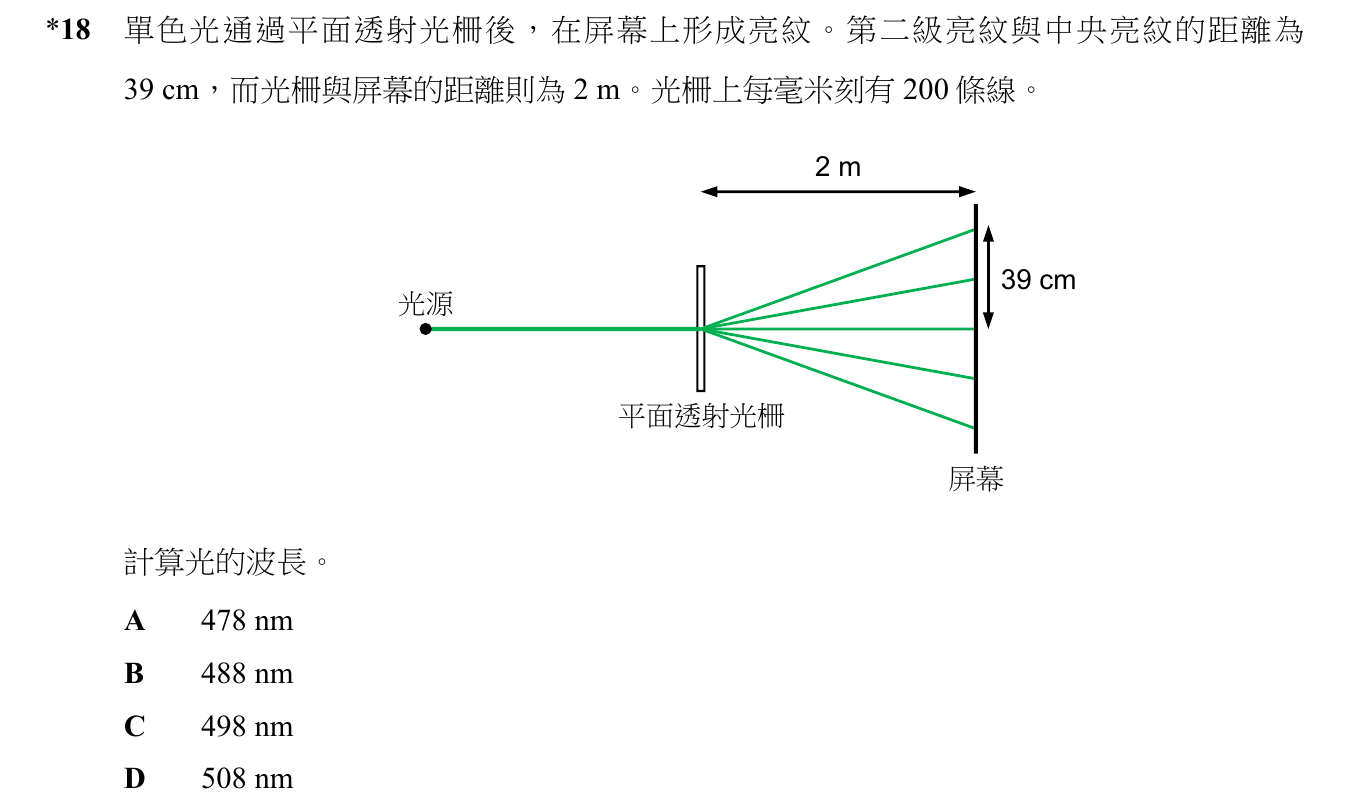 *18 單色光通過平面透射光柵後，在屏幕上形成亮紋。第二級亮紋與中央亮紋的距離為
39 cm，而光柵與屏幕的距離則為 2 m。光柵上每毫米刻有 200 條線。
2 m
39 cm
光源
平面透射光柵
屏幕
計算光的波長。
A 478 nm
B 488 nm
C 498 nm
D 508 nm